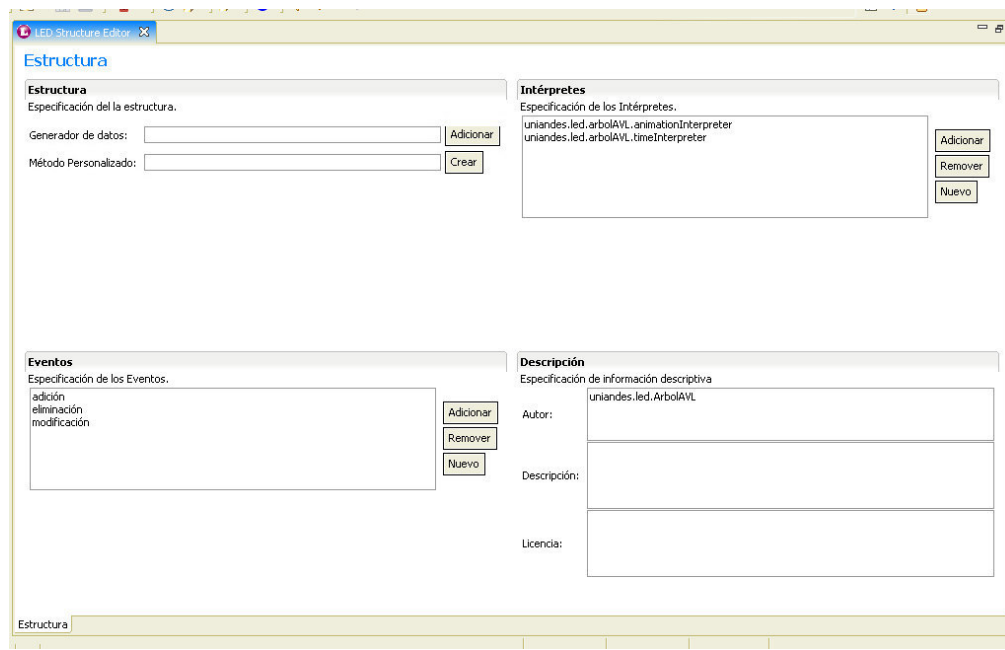 LED Structure Editor
Estructura
Estructura
Especificación del la estructura.
Generador de datos:
Adicionar
Método Personalizado:
Crear
Intérpretes
Especificación de los Intérpretes.
uniandes.led.arbolAVL.animationInterpreter
uniandes.led.arbolAVL.timeInterpreter
Adicionar
Remover
Nuevo
Eventos
Especificación de los Eventos.
adición
eliminación
modificación
Adicionar
Remover
Nuevo
Descripción
Especificación de información descriptiva
Autor:
uniandes.led.ArbolAVL
Descripción:
Licencia:
Estructura